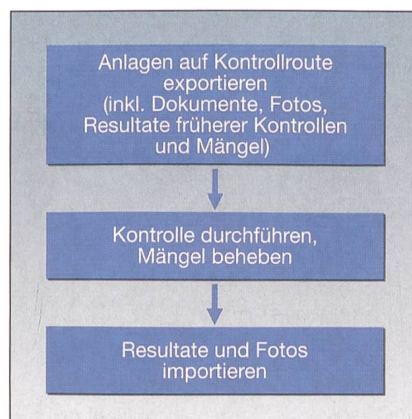 Anlagen auf Kontrollroute
exportieren
(inkl. Dokumente, Fotos,
Resultate früherer Kontrollen
und Mängel)
Kontrolle durchführen,
Mängel beheben
Resultate und Fotos
importieren